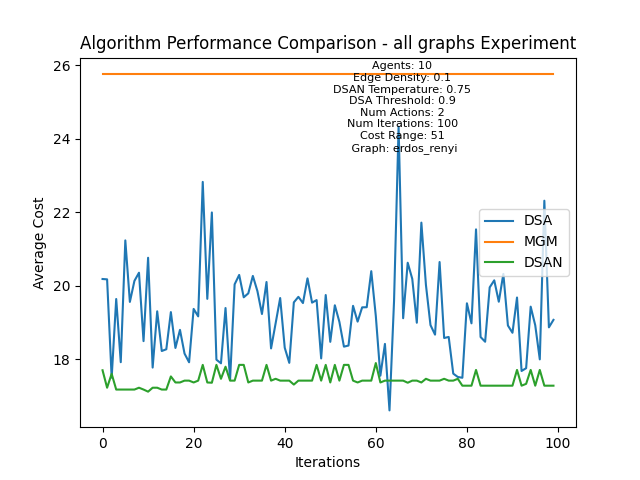 Algorithm Performance Comparison - all graphs Experiment
Agents: 10
Edge Density: 0.1
DSAN Temperature: 0.75
DSA Threshold: 0.9
Num Actions: 2
Num Iterations: 100
Cost Range: 51
Graph: erdos_renyi
26
24
22
20
18
Average Cost
DSA
MGM
DSAN
0
20
40
60
80
100
Iterations